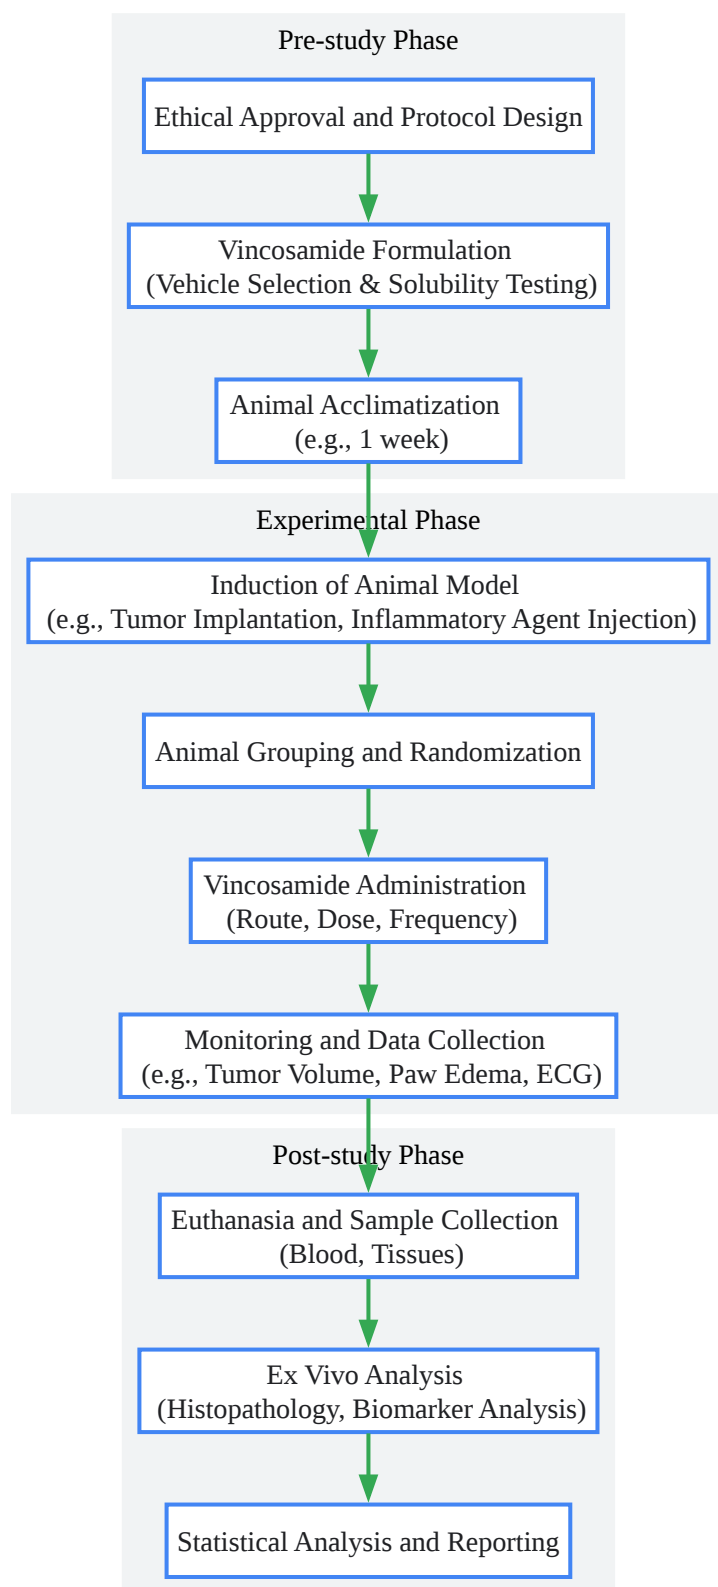 Pre-study Phase
Ethical Approval and Protocol Design
Vincosamide Formulation
(Vehicle Selection & Solubility Testing)
Animal Acclimatization
(e.g., 1 week)
Experimental Phase
Induction of Animal Model
(e.g., Tumor Implantation, Inflammatory Agent Injection)
Animal Grouping and Randomization
Vincosamide Administration
(Route, Dose, Frequency)
Monitoring and Data Collection
(e.g., Tumor Volume, Paw Edema, ECG)
Post-study Phase
Euthanasia and Sample Collection
(Blood, Tissues)
Ex Vivo Analysis
(Histopathology, Biomarker Analysis)
Statistical Analysis and Reporting